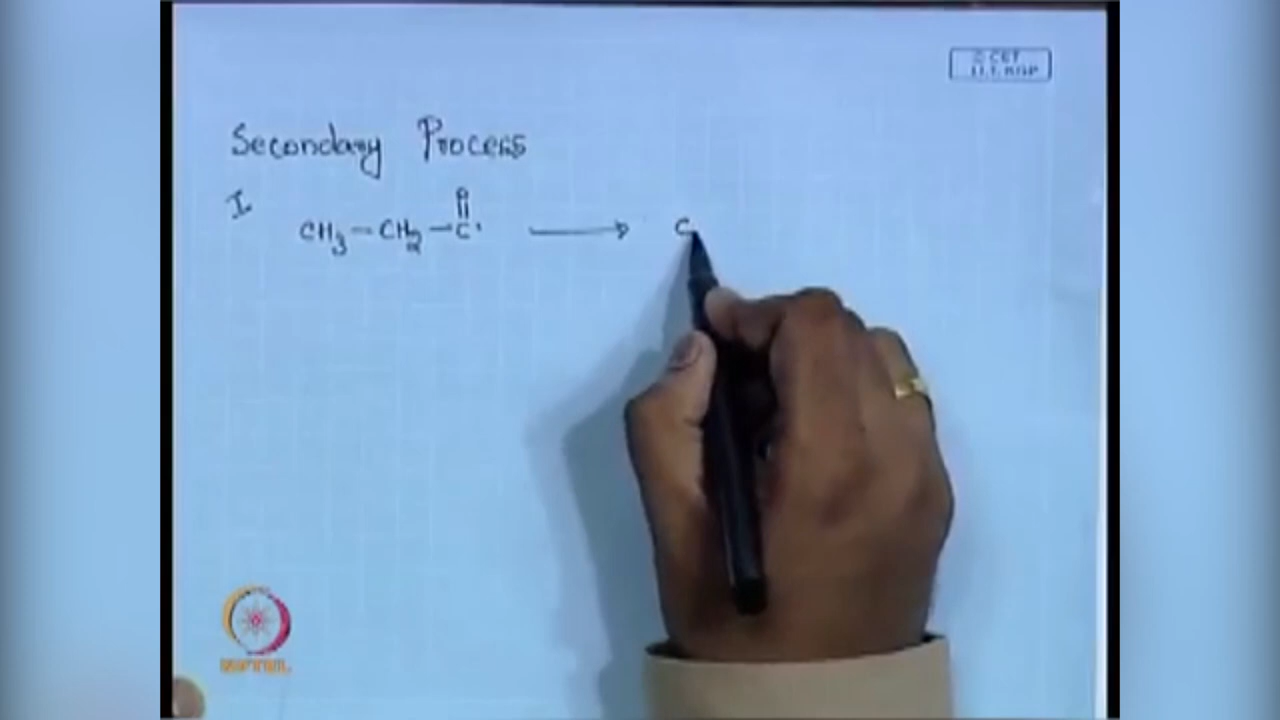 © CET
I.I.T. KGP
Secondary Process
I
O
CH3 - CH2 - C· → C
NPTEL